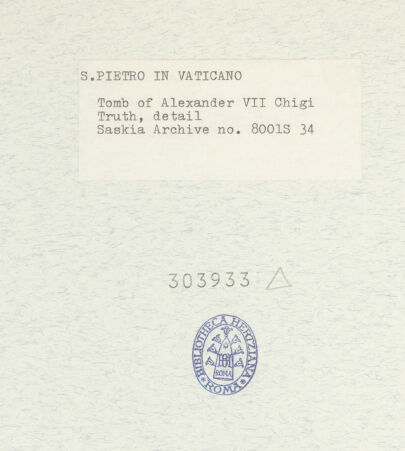 S.PIETRO IN VATICANO
Tomb of Alexander VII Chigi
Truth, detail
Saskia Archive no. 8001S 34
303933
BIBLIOTHECA HERTZIANA
ROMA
ROMA